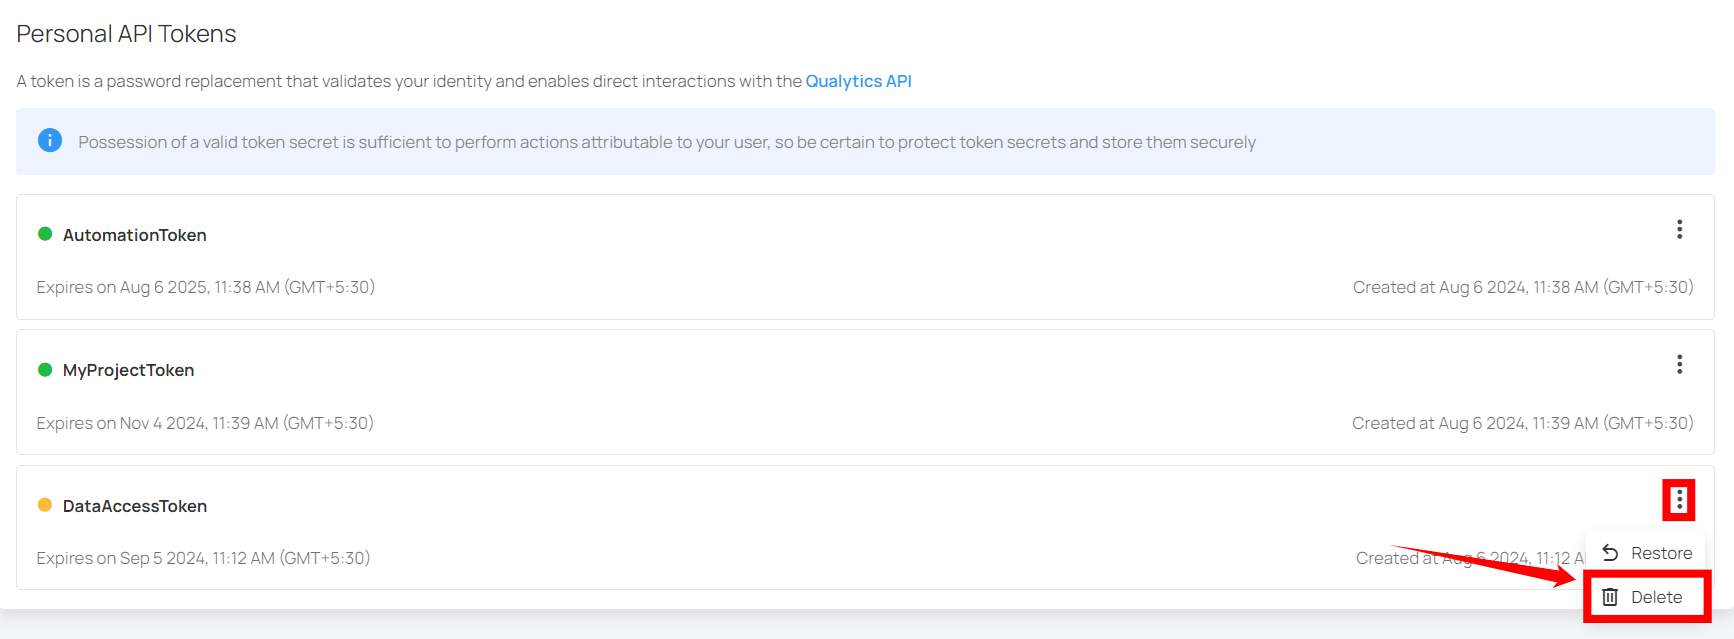 Personal API Tokens
A token is a password replacement that validates your identity and enables direct interactions with the Qualytics API
Possession of a valid token secret is sufficient to perform actions attributable to your user, so be certain to protect token secrets and store them securely
AutomationToken
Expires on Aug 6 2025, 11:38 AM (GMT+5:30) Created at Aug 6 2024, 11:38 AM (GMT+5:30)
MyProjectToken
Expires on Nov 4 2024, 11:39 AM (GMT+5:30) Created at Aug 6 2024, 11:39 AM (GMT+5:30)
DataAccessToken
Expires on Sep 5 2024, 11:12 AM (GMT+5:30) Created at Aug 6 2024, 11:12
Restore
Delete